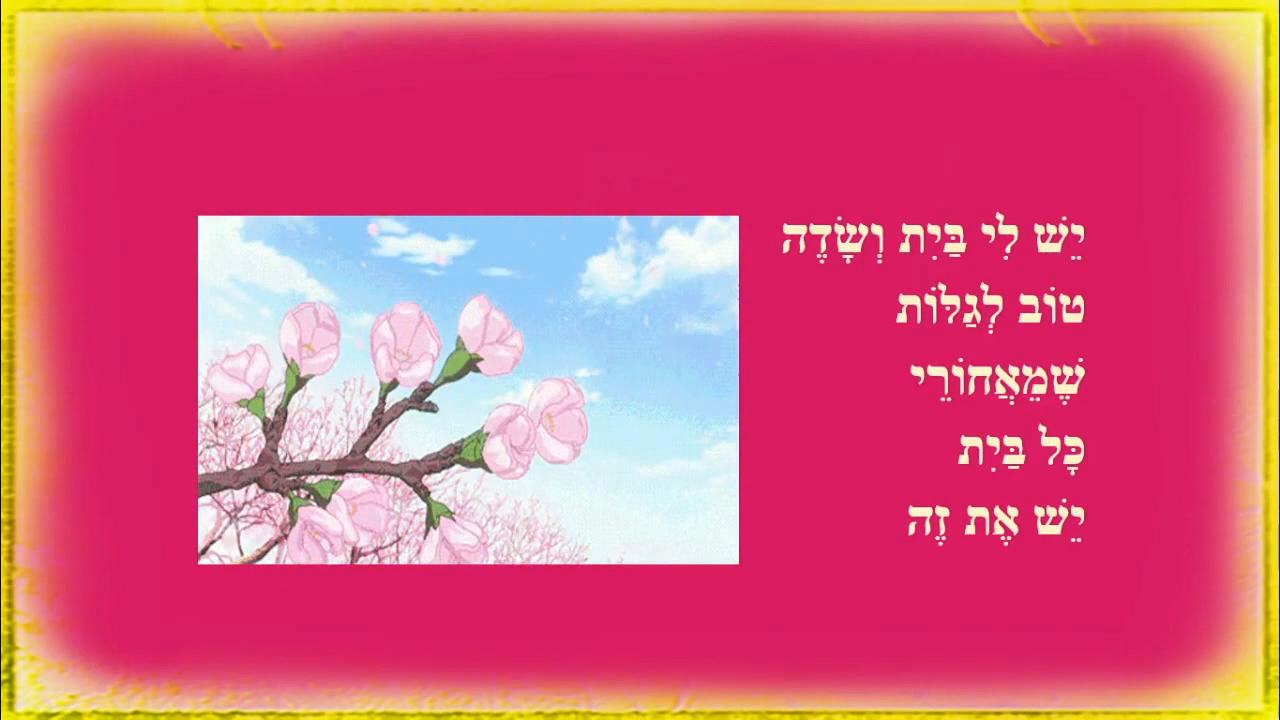 יֵשׁ לִי בַּיִת וְשָׂדֶה
טוֹב לְגַלּוֹת
שֶׁמֵּאֲחוֹרֵי
כָּל בַּיִת
יֵשׁ אֶת זֶה